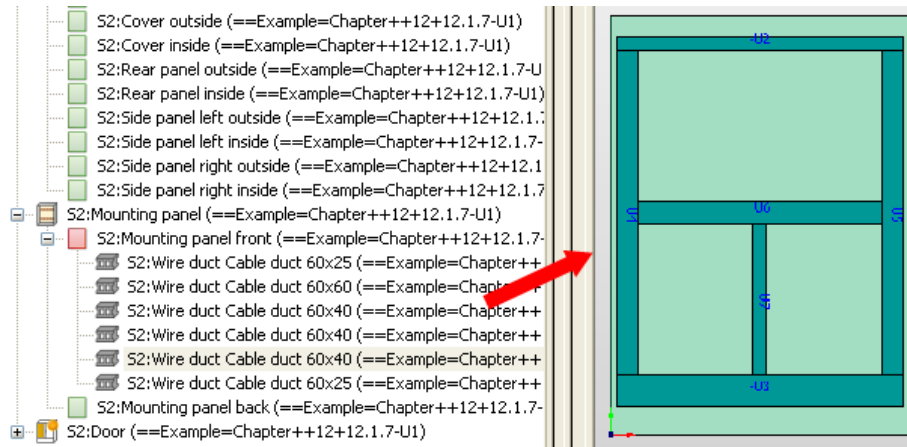 S2:Cover outside (==Example=Chapter++12+12.1.7-U1)
S2:Cover inside (==Example=Chapter++12+12.1.7-U1)
S2:Rear panel outside (==Example=Chapter++12+12.1.7-U
S2:Rear panel inside (==Example=Chapter++12+12.1.7-U1)
S2:Side panel left outside (==Example=Chapter++12+12.1.
S2:Side panel left inside (==Example=Chapter++12+12.1.7-
S2:Side panel right outside (==Example=Chapter++12+12.1
S2:Side panel right inside (==Example=Chapter++12+12.1.7
S2:Mounting panel (==Example=Chapter++12+12.1.7-U1)
S2:Mounting panel front (==Example=Chapter++12+12.1.7-
S2:Wire duct Cable duct 60x25 (==Example=Chapter++
S2:Wire duct Cable duct 60x60 (==Example=Chapter++
S2:Wire duct Cable duct 60x40 (==Example=Chapter++
S2:Wire duct Cable duct 60x40 (==Example=Chapter++
S2:Wire duct Cable duct 60x40 (==Example=Chapter++
S2:Wire duct Cable duct 60x25 (==Example=Chapter++
S2:Mounting panel back (==Example=Chapter++12+12.1.7-
S2:Door (==Example=Chapter++12+12.1.7-U1)
-U2
U4
U6
U5
U7
-U3